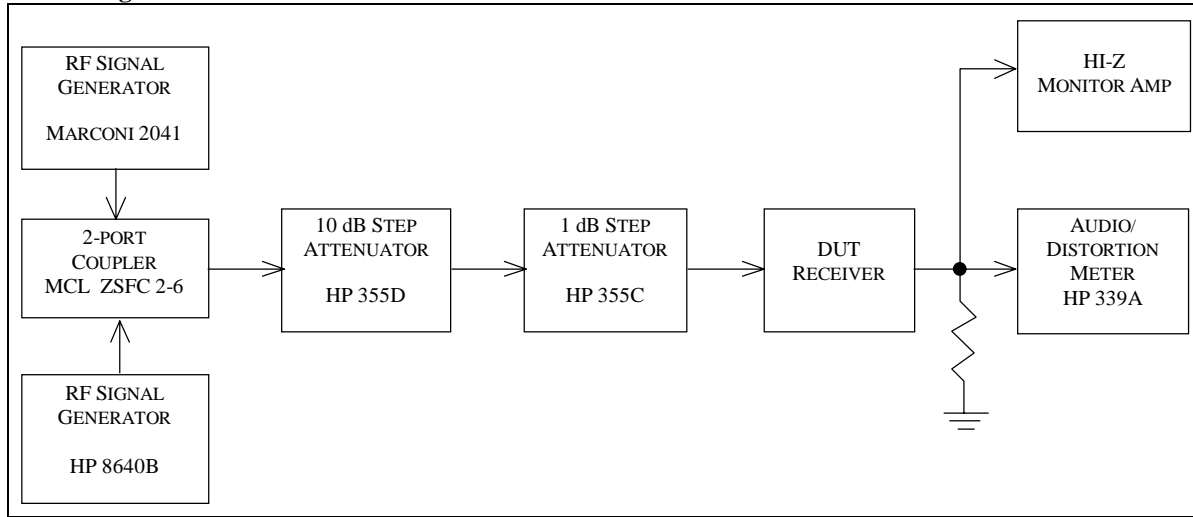 RF SIGNAL
GENERATOR
MARCONI 2041
2-PORT
COUPLER
MCL ZSFC 2-6
RF SIGNAL
GENERATOR
HP 8640B
10 dB STEP
ATTENUATOR
HP 355D
1 dB STEP
ATTENUATOR
HP 355C
DUT
RECEIVER
HI-Z
MONITOR AMP
AUDIO/
DISTORTION
METER
HP 339A